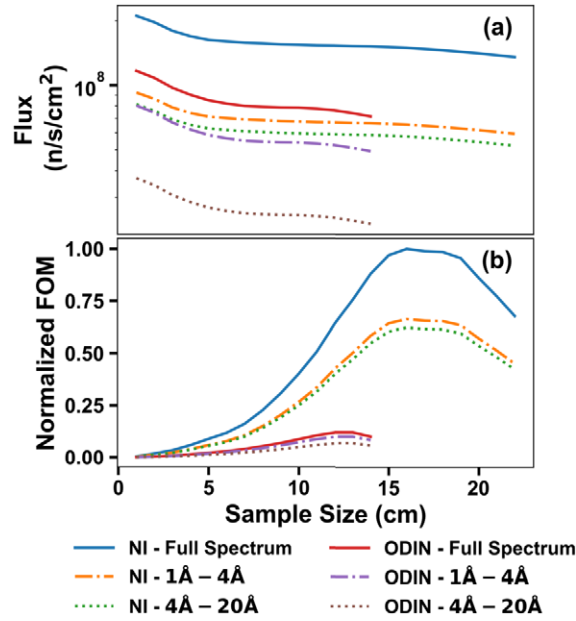 (a)
Flux
(n/s/cm²)
10⁸
(b)
Normalized FOM
1.00
0.75
0.50
0.25
0.00
0 5 10 15 20
Sample Size (cm)
NI - Full Spectrum ODIN - Full Spectrum
NI - 1Å − 4Å ODIN - 1Å − 4Å
NI - 4Å − 20Å ODIN - 4Å − 20Å